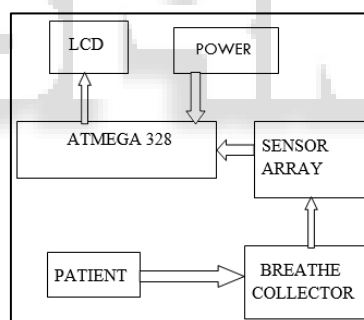 LCD
POWER
ATMEGA 328
SENSOR
ARRAY
PATIENT
BREATHE
COLLECTOR